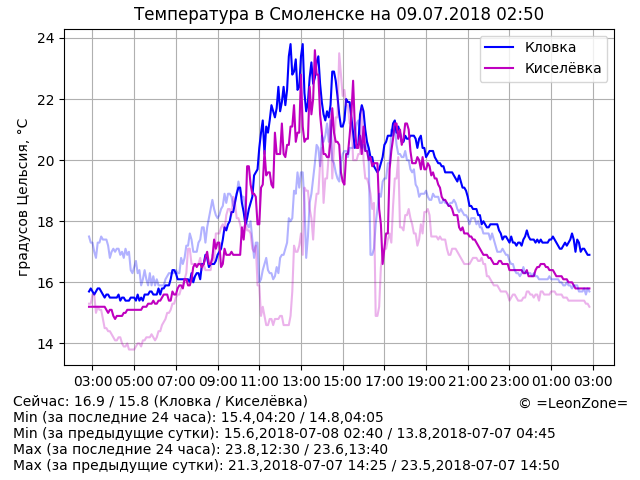 Температура в Смоленске на 09.07.2018 02:50
градусов Цельсия, °C
24
22
20
18
16
14
Кловка
Киселёвка
03:00 05:00 07:00 09:00 11:00 13:00 15:00 17:00 19:00 21:00 23:00 01:00 03:00
Сейчас: 16.9 / 15.8 (Кловка / Киселёвка)
© =LeonZone=
Min (за последние 24 часа): 15.4,04:20 / 14.8,04:05
Min (за предыдущие сутки): 15.6,2018-07-08 02:40 / 13.8,2018-07-07 04:45
Max (за последние 24 часа): 23.8,12:30 / 23.6,13:40
Max (за предыдущие сутки): 21.3,2018-07-07 14:25 / 23.5,2018-07-07 14:50